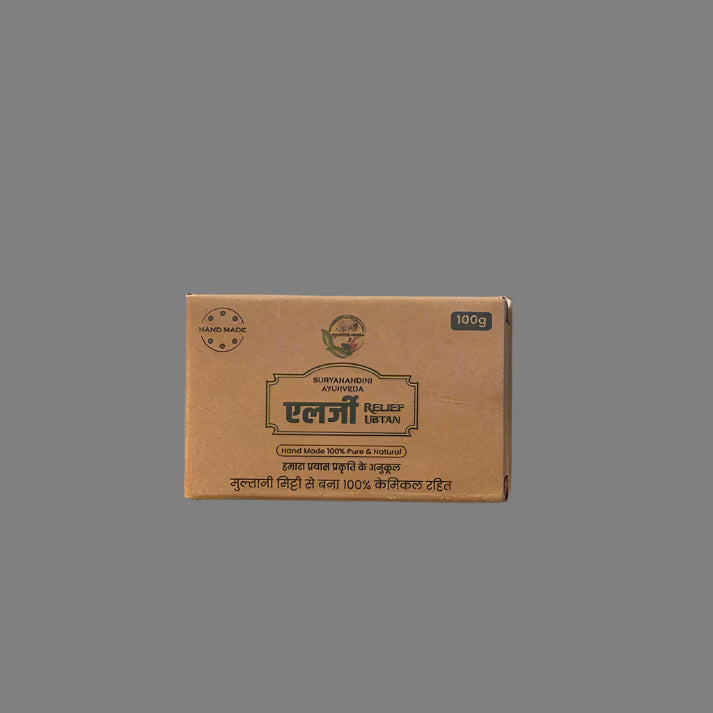 HAND MADE
100g
SURYANANDINI
AYURVEDA
एलर्जी RELIEF
UBTAN
Hand Made 100% Pure & Natural
हमारा प्रयास प्रकृति के अनुकूल
मुल्तानी मिट्टी से बना 100% केमिकल रहित